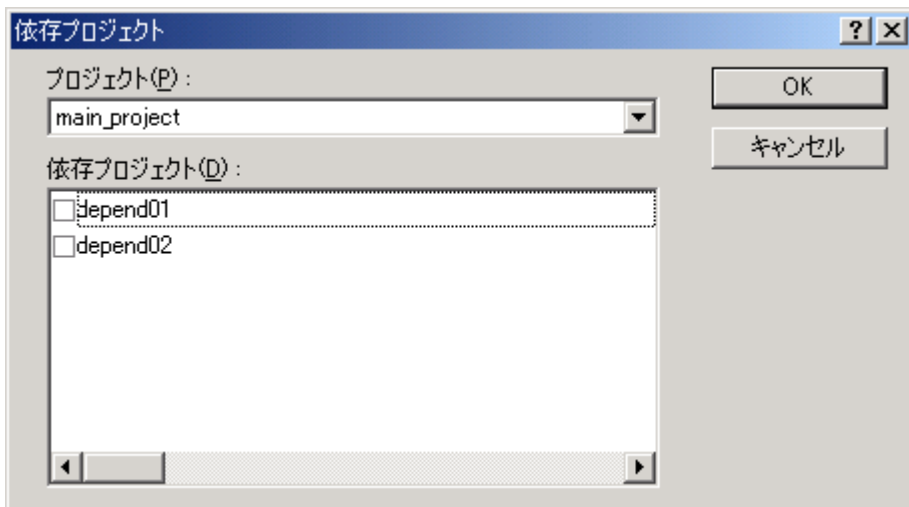 依存プロジェクト
プロジェクト(P) :
main_project
OK
キャンセル
依存プロジェクト(D) :
depend01
depend02